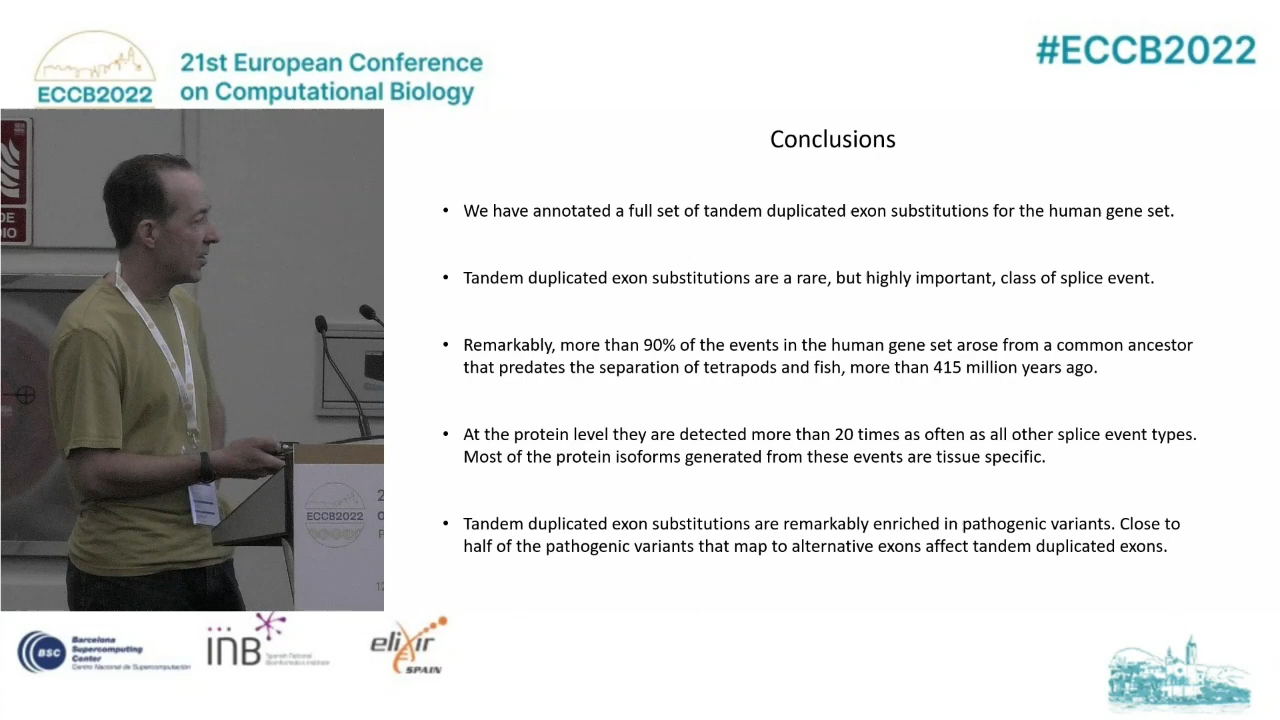 21st European Conference
on Computational Biology
ECCB2022
#ECCB2022
Conclusions
• We have annotated a full set of tandem duplicated exon substitutions for the human gene set.
• Tandem duplicated exon substitutions are a rare, but highly important, class of splice event.
• Remarkably, more than 90% of the events in the human gene set arose from a common ancestor
that predates the separation of tetrapods and fish, more than 415 million years ago.
• At the protein level they are detected more than 20 times as often as all other splice event types.
Most of the protein isoforms generated from these events are tissue specific.
• Tandem duplicated exon substitutions are remarkably enriched in pathogenic variants. Close to
half of the pathogenic variants that map to alternative exons affect tandem duplicated exons.
DE
DIO
ECCB2022
2
BSC
Barcelona
Supercomputing
Center
Centro Nacional de Supercomputación
INB
Spanish National
Bioinformatics Institute
elixir
SPAIN